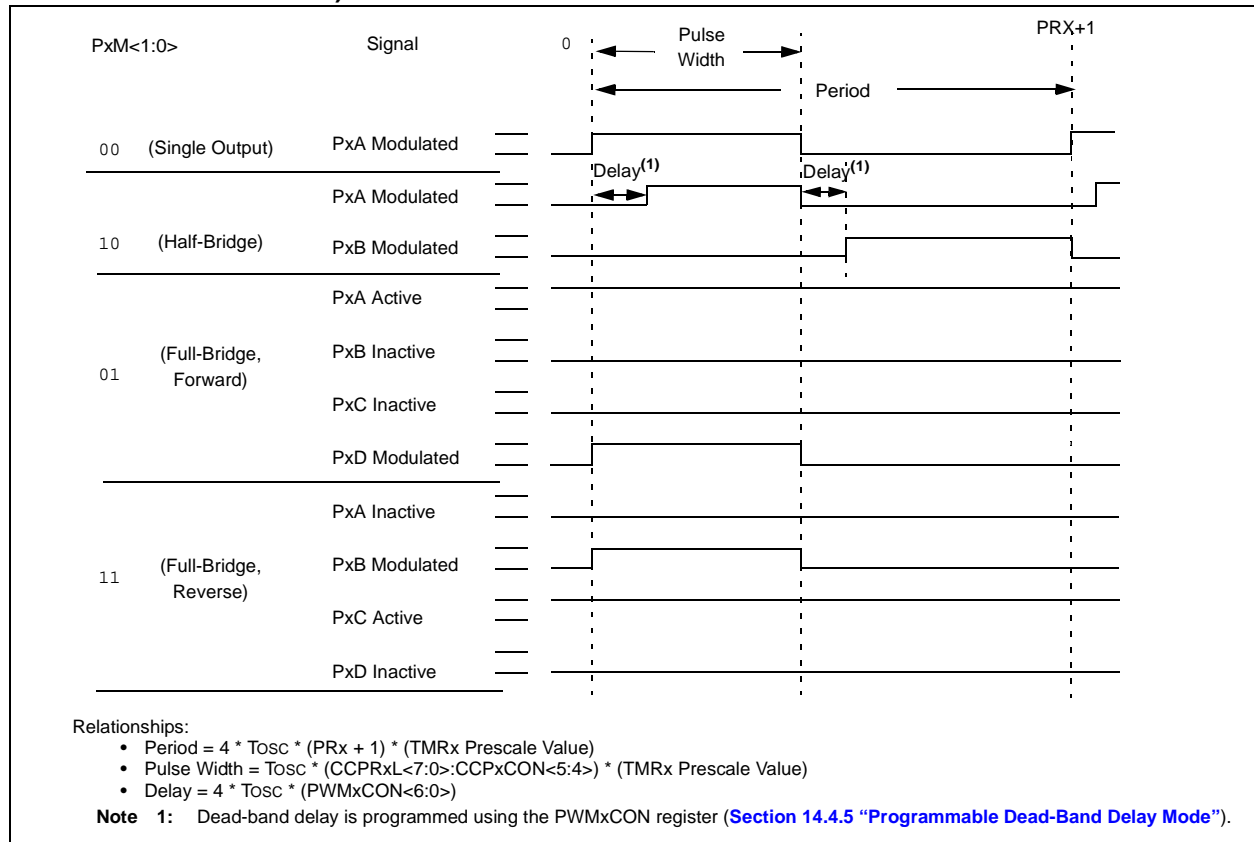 PxM<1:0>
Signal
0
Pulse
Width
PRX+1
Period
00
(Single Output)
PxA Modulated
Delay(1)
Delay(1)
PxA Modulated
10
(Half-Bridge)
PxB Modulated
PxA Active
(Full-Bridge,
Forward)
PxB Inactive
01
PxC Inactive
PxD Modulated
PxA Inactive
11
(Full-Bridge,
Reverse)
PxB Modulated
PxC Active
PxD Inactive
Relationships:
• Period = 4 * TOSC * (PRx + 1) * (TMRx Prescale Value)
• Pulse Width = TOSC * (CCPRxL<7:0>:CCPxCON<5:4>) * (TMRx Prescale Value)
• Delay = 4 * TOSC * (PWMxCON<6:0>)
Note 1: Dead-band delay is programmed using the PWMxCON register (Section 14.4.5 “Programmable Dead-Band Delay Mode”).